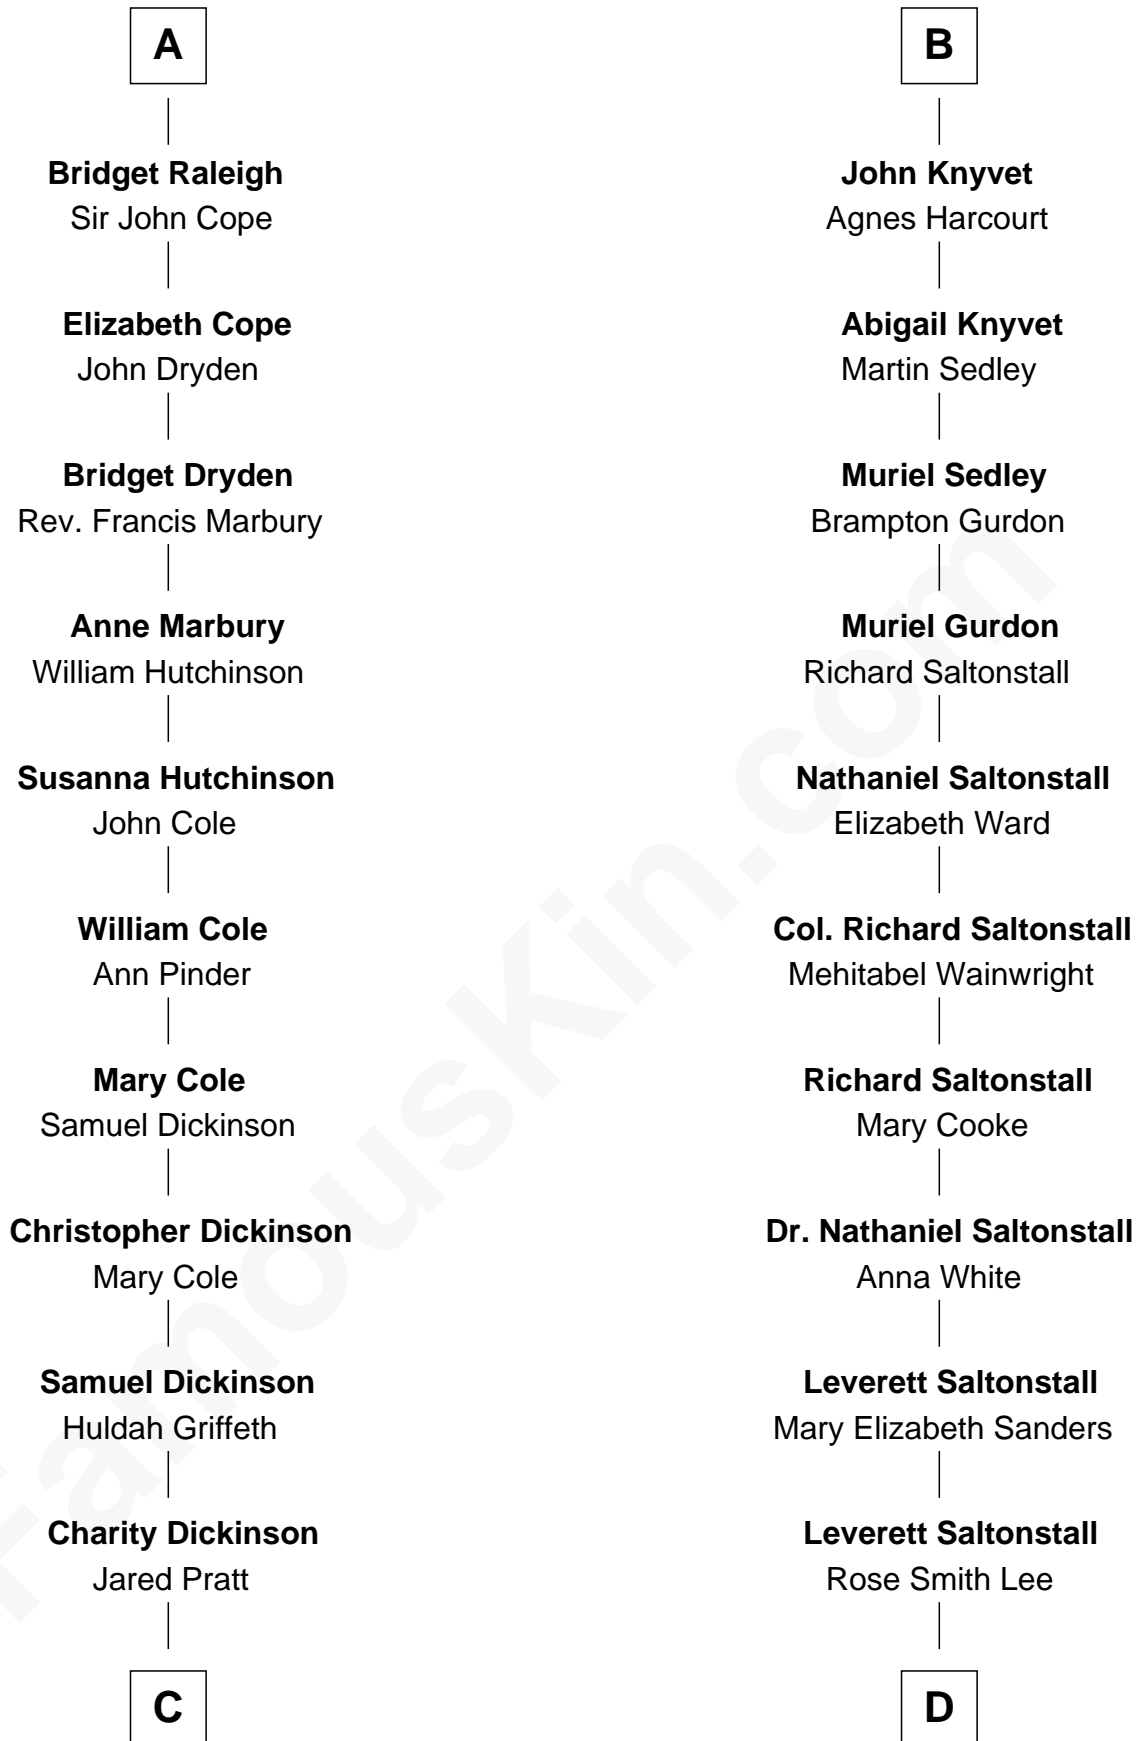 A
Bridget Raleigh
Sir John Cope
Elizabeth Cope
John Dryden
Bridget Dryden
Rev. Francis Marbury
Anne Marbury
William Hutchinson
Susanna Hutchinson
John Cole
William Cole
Ann Pinder
Mary Cole
Samuel Dickinson
Christopher Dickinson
Mary Cole
Samuel Dickinson
Huldah Griffeth
Charity Dickinson
Jared Pratt
C
B
John Knyvet
Agnes Harcourt
Abigail Knyvet
Martin Sedley
Muriel Sedley
Brampton Gurdon
Muriel Gurdon
Richard Saltonstall
Nathaniel Saltonstall
Elizabeth Ward
Col. Richard Saltonstall
Mehitabel Wainwright
Richard Saltonstall
Mary Cooke
Dr. Nathaniel Saltonstall
Anna White
Leverett Saltonstall
Mary Elizabeth Sanders
Leverett Saltonstall
Rose Smith Lee
D
FamousKin.com